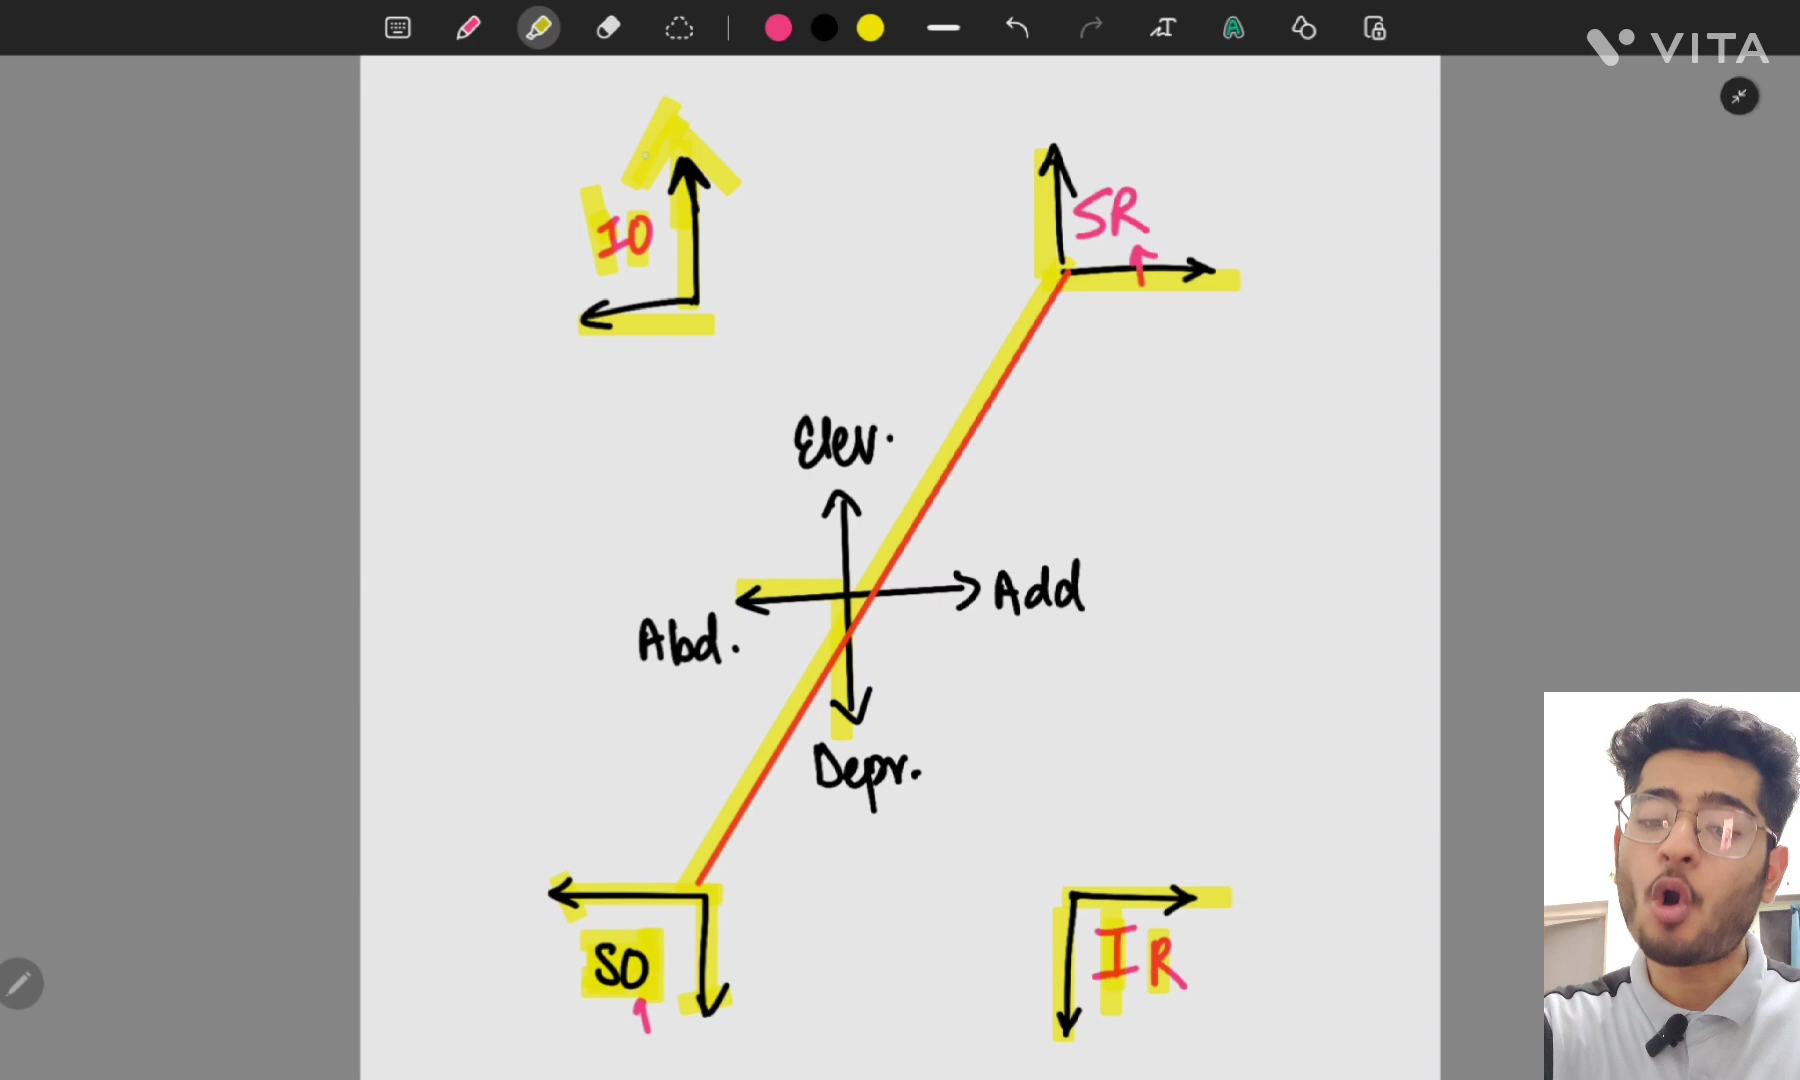 VITA
IO
SR
Elev.
Add
Abd.
Depr.
SO
IR